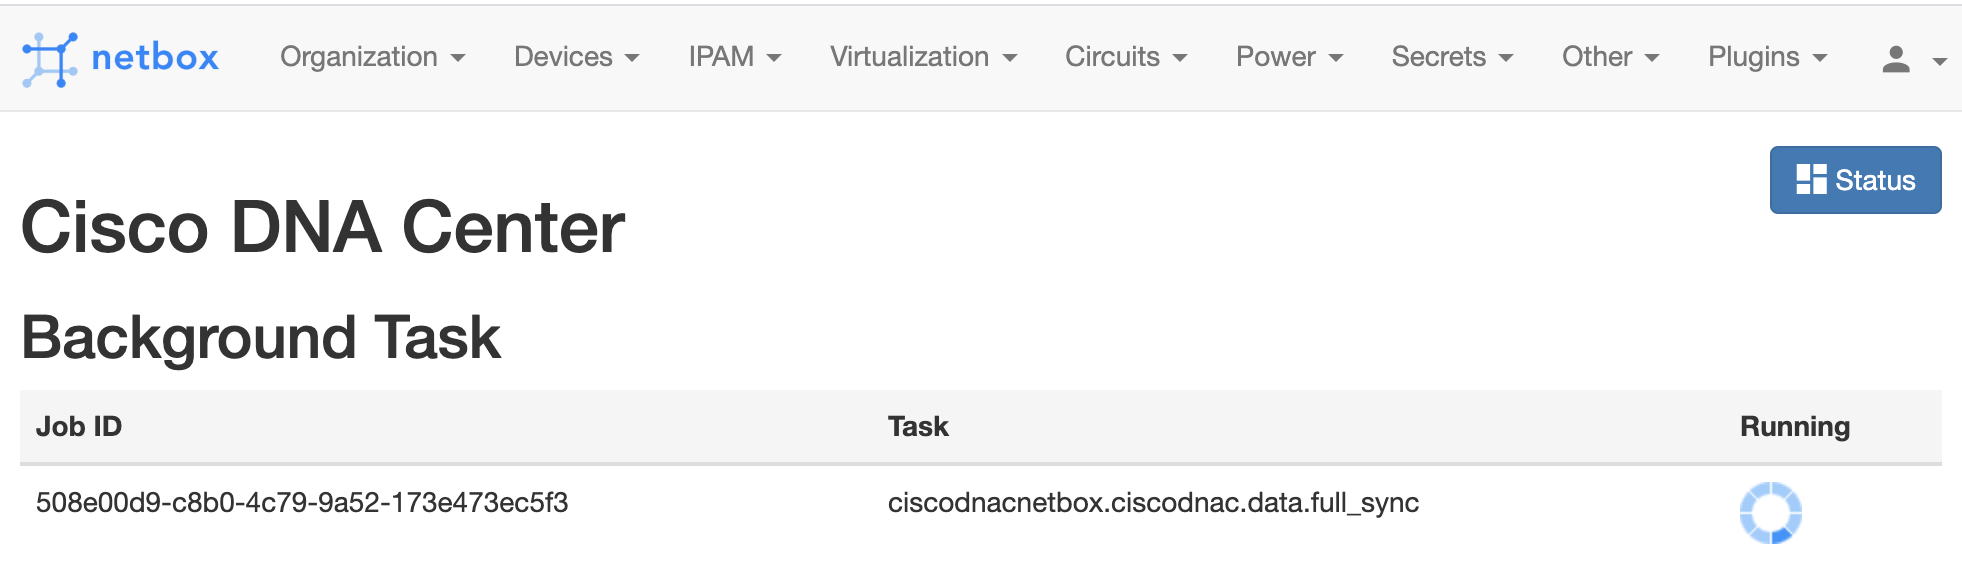 netbox Organization Devices IPAM Virtualization Circuits Power Secrets Other Plugins
Status
Cisco DNA Center
Background Task
Job ID Task Running
508e00d9-c8b0-4c79-9a52-173e473ec5f3 ciscodnacnetbox.ciscodnac.data.full_sync